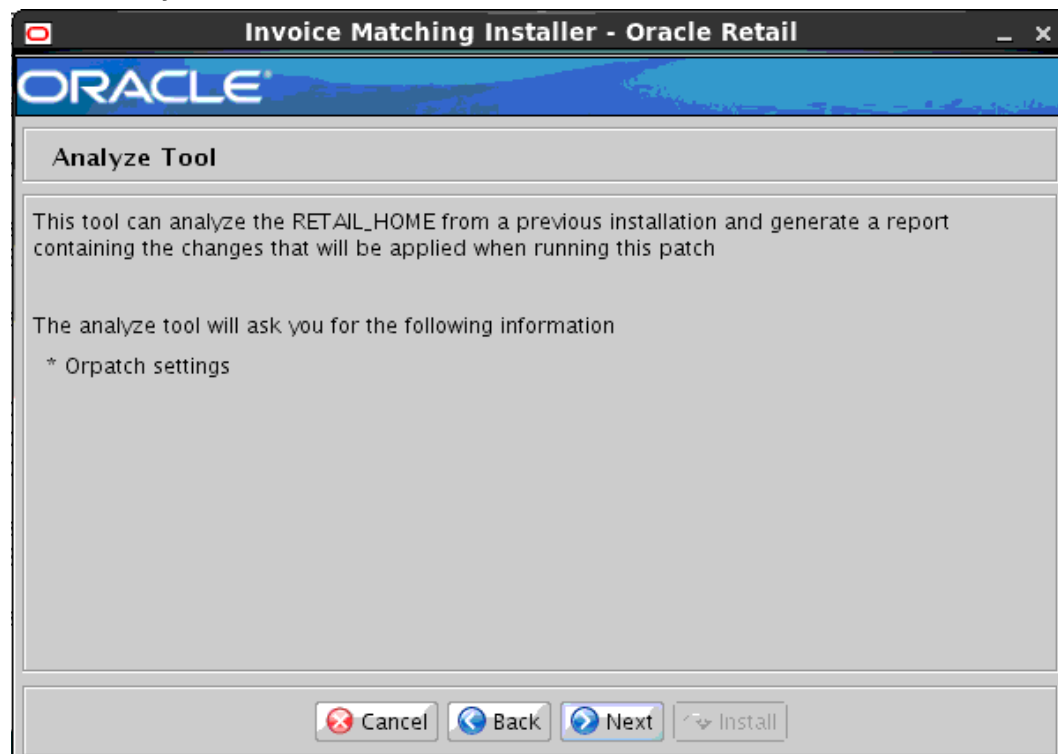 Invoice Matching Installer - Oracle Retail
ORACLE
Analyze Tool
This tool can analyze the RETAIL_HOME from a previous installation and generate a report
containing the changes that will be applied when running this patch
The analyze tool will ask you for the following information
* Orpatch settings
Cancel Back Next Install